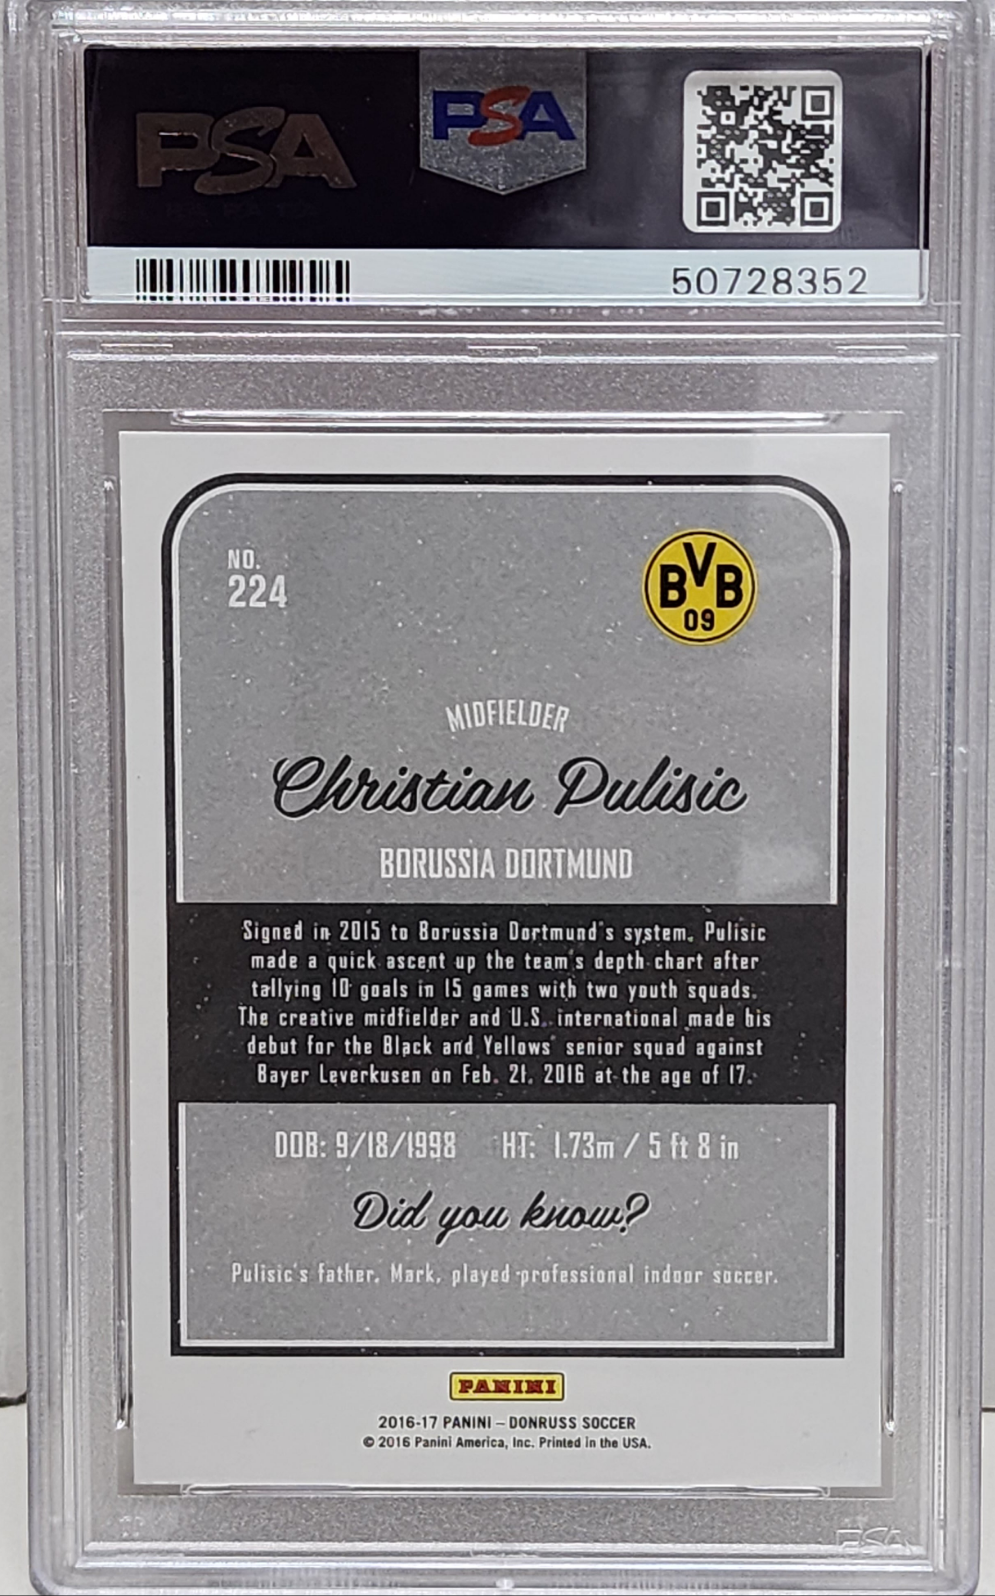 PSA
PSA
50728352
NO.
224
BVB
09
MIDFIELDER
Christian Pulisic
BORUSSIA DORTMUND
Signed in 2015 to Borussia Dortmund's system, Pulisic
made a quick ascent up the team's depth chart after
tallying 10 goals in 15 games with two youth squads.
The creative midfielder and U.S. international made his
debut for the Black and Yellows' senior squad against
Bayer Leverkusen on Feb. 21, 2016 at the age of 17.
DOB: 9/18/1998 HT: 1.73m / 5 ft 8 in
Did you know?
Pulisic's father, Mark, played professional indoor soccer.
PANINI
2016-17 PANINI – DONRUSS SOCCER
© 2016 Panini America, Inc. Printed in the USA.
PSA